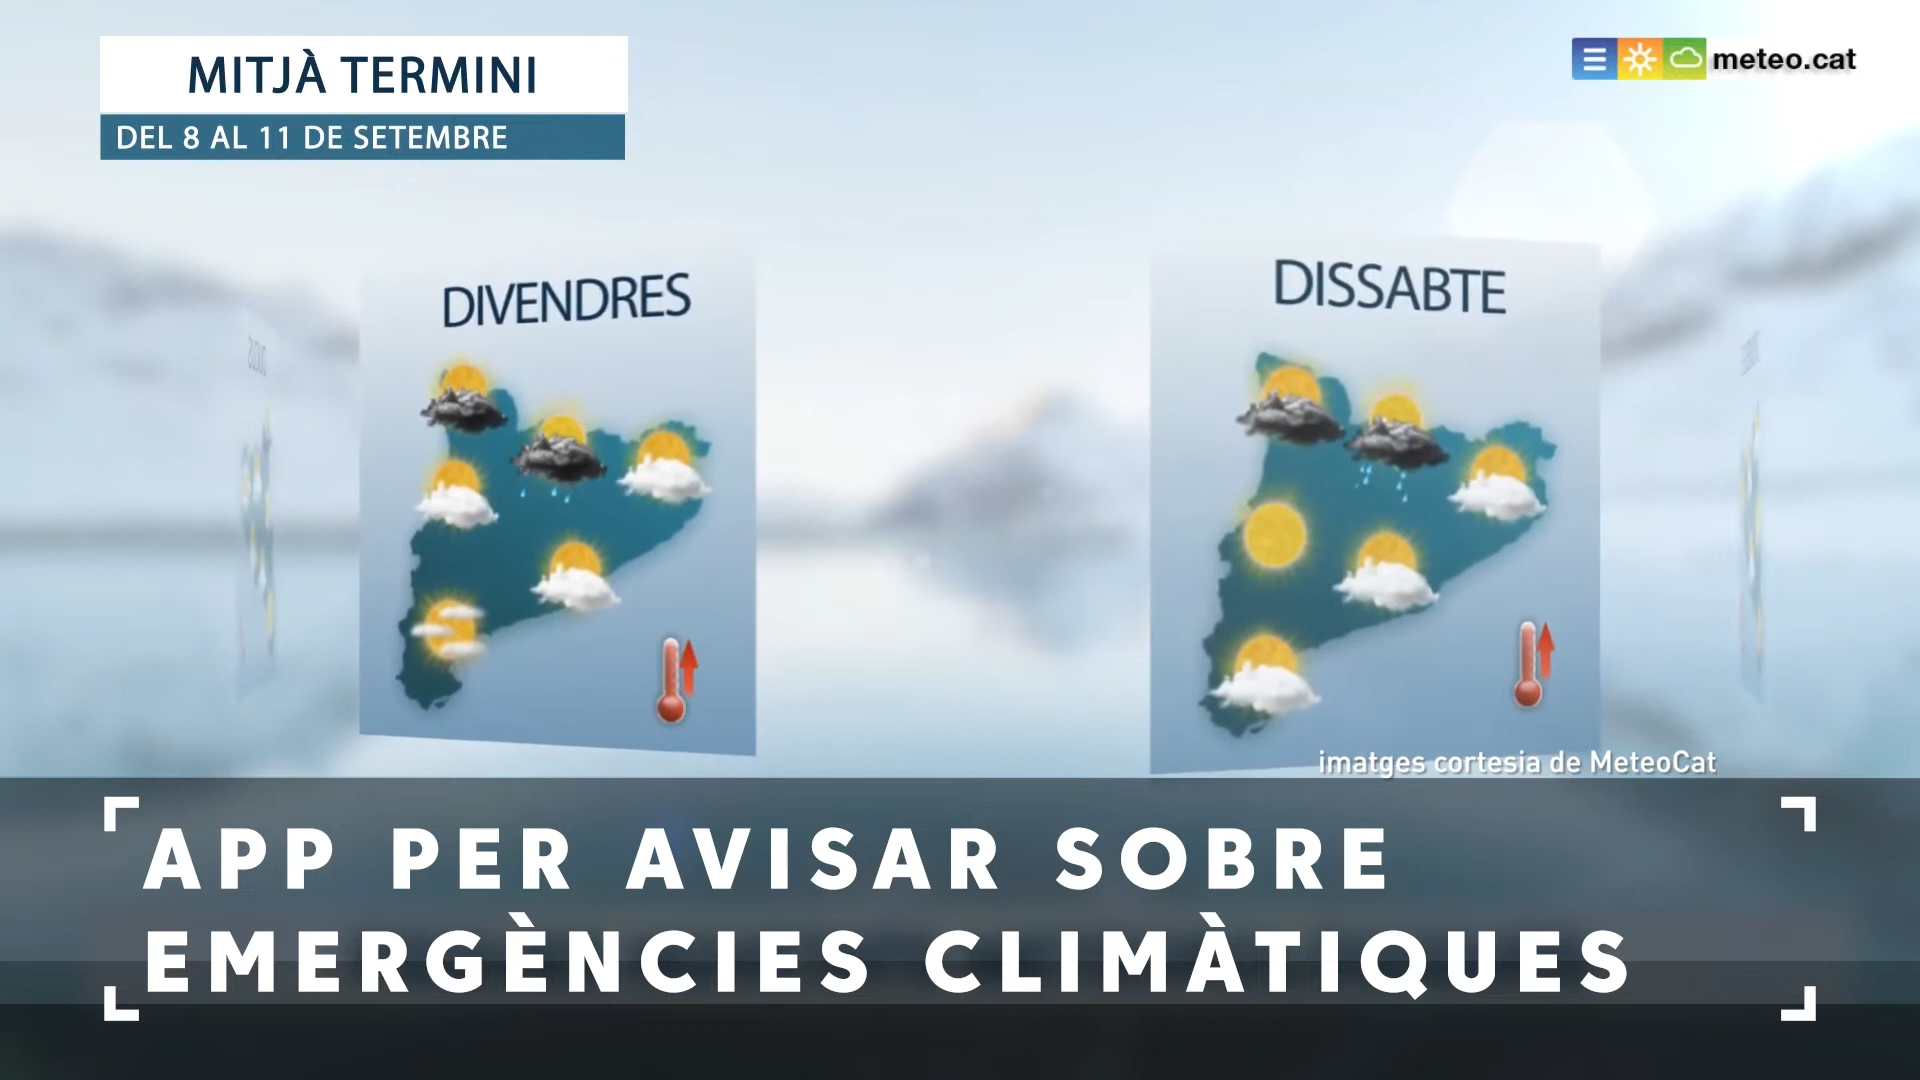 MITJÀ TERMINI
DEL 8 AL 11 DE SETEMBRE
meteo.cat
DIVENDRES
DISSABTE
imatges cortesia de MeteoCat
APP PER AVISAR SOBRE
EMERGÈNCIES CLIMÀTIQUES